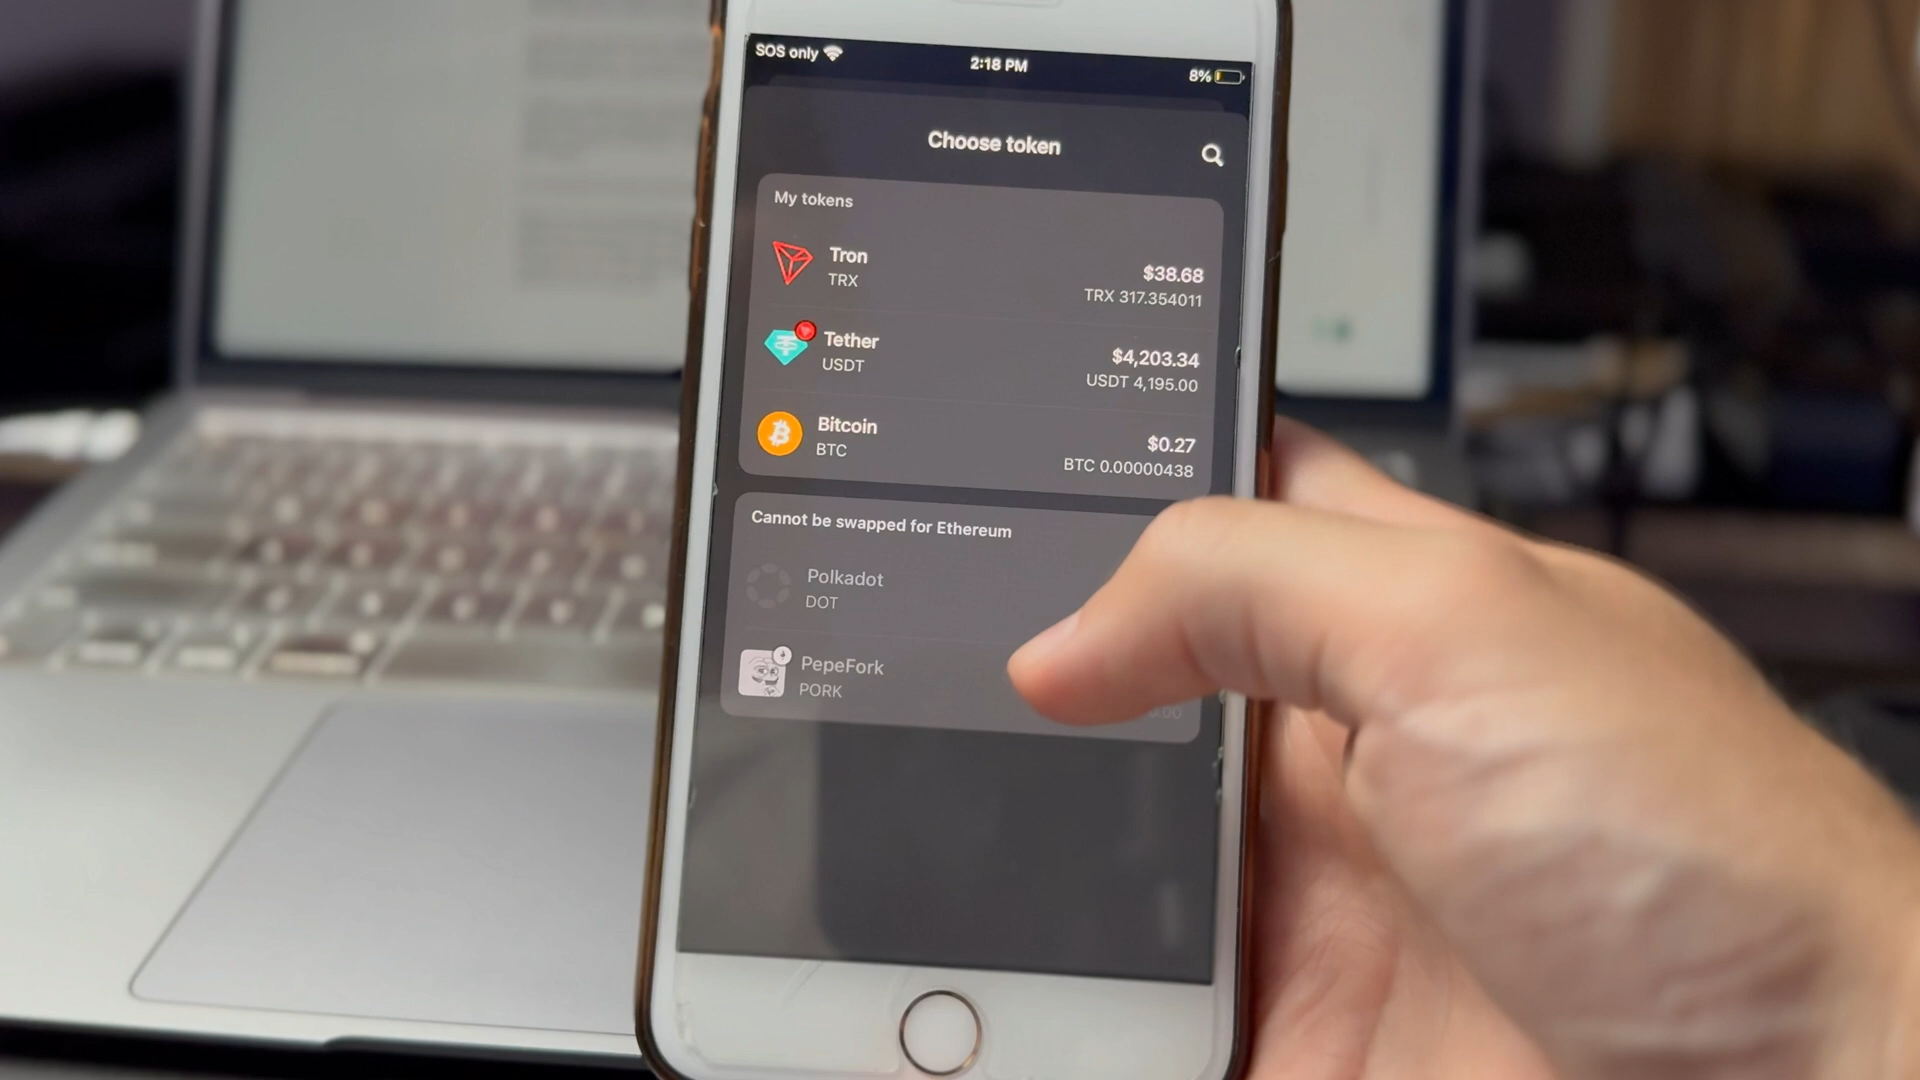 SOS only
2:18 PM
8%
Choose token
My tokens
Tron
$38.68
TRX
TRX 317.354011
Tether
$4,203.34
USDT
USDT 4,195.00
Bitcoin
$0.27
BTC
BTC 0.00000438
Cannot be swapped for Ethereum
Polkadot
DOT
PepeFork
PORK